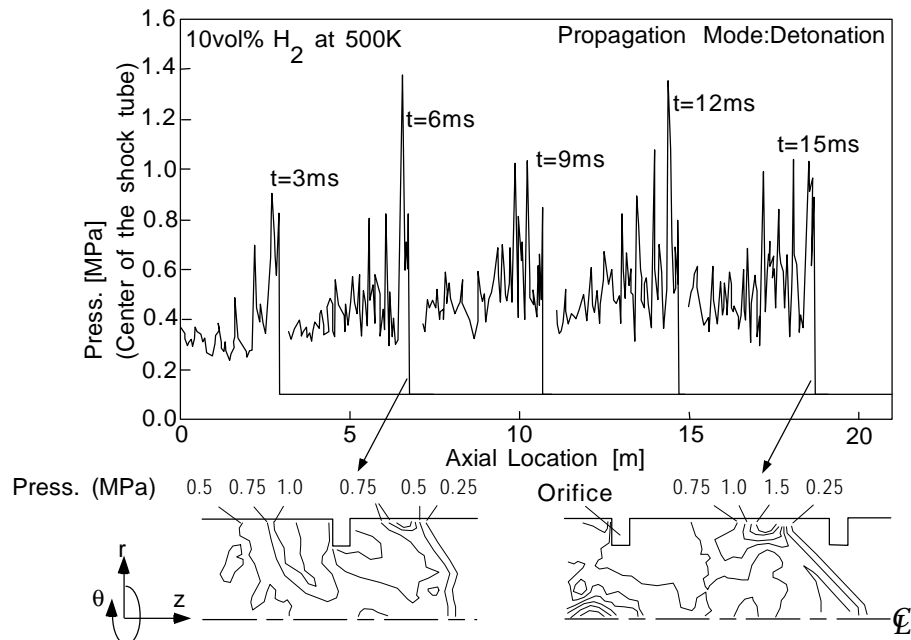 1.6
1.4
1.2
1.0
0.8
0.6
0.4
0.2
0.0
Press. [MPa]
(Center of the shock tube)
10vol% H2 at 500K
Propagation Mode:Detonation
t=3ms
t=6ms
t=9ms
t=12ms
t=15ms
0 5 10 15 20
Axial Location [m]
Press. (MPa) 0.5 0.75 1.0 0.75 0.5 0.25
Orifice
0.75 1.0 1.5 0.25
r
θ
z
℄